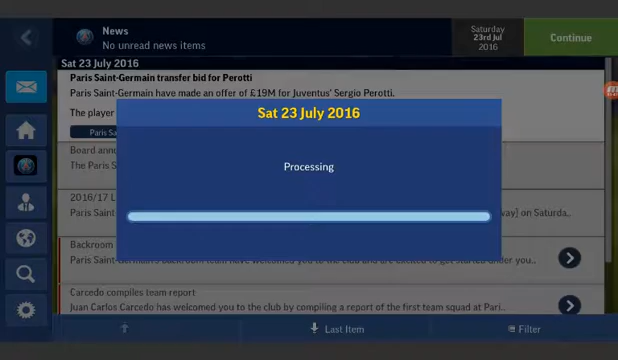 News
No unread news items
Saturday
23rd Jul
2016
Continue
Sat 23 July 2016
Paris Saint-Germain transfer bid for Perotti
Paris Saint-Germain have made an offer of £19M for Juventus' Sergio Perotti.
The player
Paris Sa
Sat 23 July 2016
Processing
Board annu
The Paris S
2016/17 L
Paris Saint
way] on Saturda..
Backroom
Paris Saint-Germain's backroom team have welcomed you to the club and are excited to get started under you..
Carcedo compiles team report
Juan Carlos Carcedo has welcomed you to the club by compiling a report of the first team squad at Pari..
Last Item
Filter